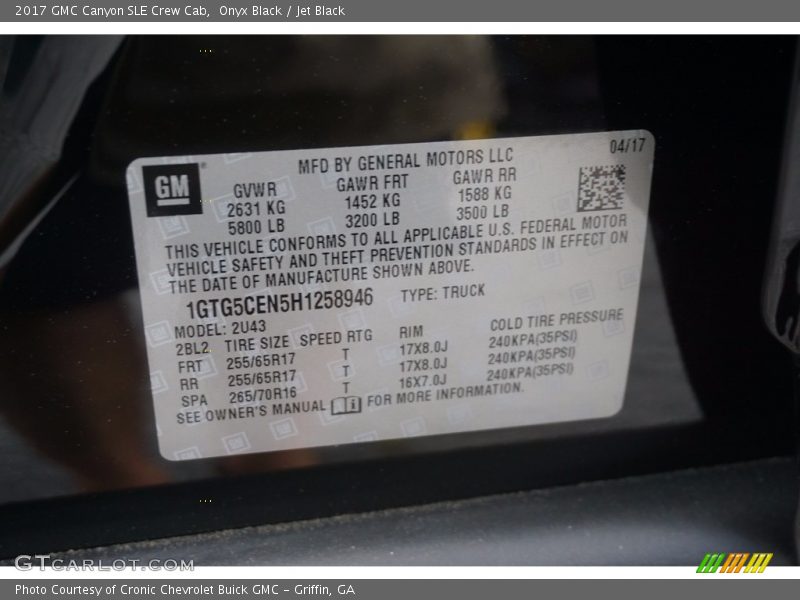 2017 GMC Canyon SLE Crew Cab, Onyx Black / Jet Black
GM
MFD BY GENERAL MOTORS LLC 04/17
GVWR GAWR FRT GAWR RR
2631 KG 1452 KG 1588 KG
5800 LB 3200 LB 3500 LB
THIS VEHICLE CONFORMS TO ALL APPLICABLE U.S. FEDERAL MOTOR
VEHICLE SAFETY AND THEFT PREVENTION STANDARDS IN EFFECT ON
THE DATE OF MANUFACTURE SHOWN ABOVE.
1GTG5CEN5H1258946 TYPE: TRUCK
MODEL: 2U43
2BL2 TIRE SIZE SPEED RTG RIM COLD TIRE PRESSURE
FRT 255/65R17 T 17X8.0J 240KPA(35PSI)
RR 255/65R17 T 17X8.0J 240KPA(35PSI)
SPA 265/70R16 T 16X7.0J 240KPA(35PSI)
SEE OWNER'S MANUAL i FOR MORE INFORMATION.
GTCARLOT.COM
Photo Courtesy of Cronic Chevrolet Buick GMC – Griffin, GA